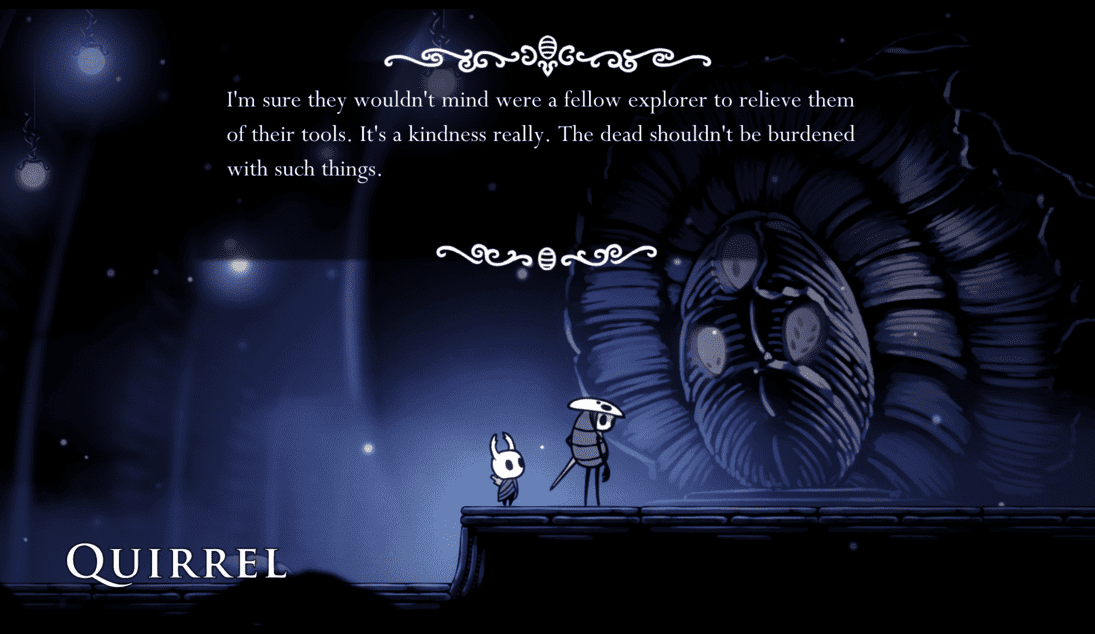 I'm sure they wouldn't mind were a fellow explorer to relieve them
of their tools. It's a kindness really. The dead shouldn't be burdened
with such things.
QUIRREL